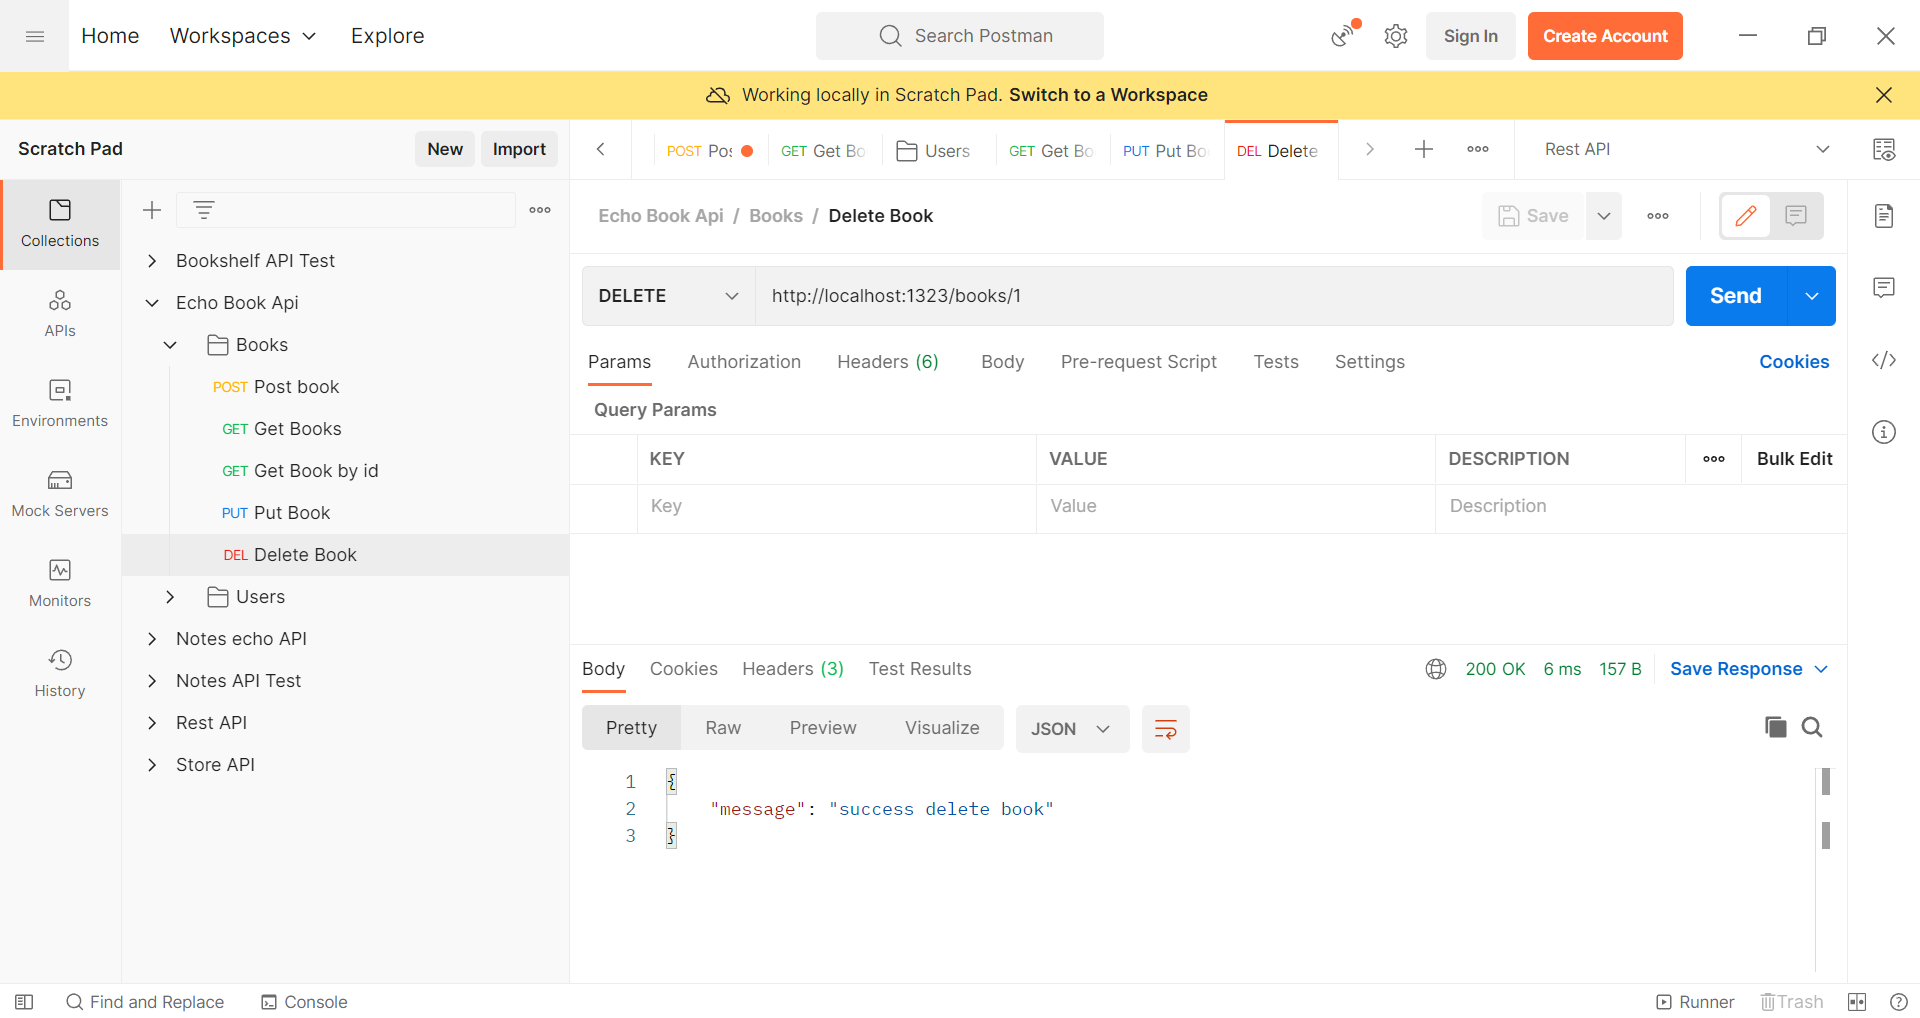 Home Workspaces Explore Search Postman Sign In Create Account
Working locally in Scratch Pad. Switch to a Workspace
Scratch Pad New Import
POST Pos GET Get Bo Users GET Get Bo PUT Put Bo DEL Delete Rest API
Collections
APIs
Environments
Mock Servers
Monitors
History
Bookshelf API Test
Echo Book Api
Books
POST Post book
GET Get Books
GET Get Book by id
PUT Put Book
DEL Delete Book
Users
Notes echo API
Notes API Test
Rest API
Store API
Echo Book Api / Books / Delete Book Save
DELETE http://localhost:1323/books/1 Send
Params Authorization Headers (6) Body Pre-request Script Tests Settings Cookies
Query Params
KEY VALUE DESCRIPTION Bulk Edit
Key Value Description
Body Cookies Headers (3) Test Results 200 OK 6 ms 157 B Save Response
Pretty Raw Preview Visualize JSON
1 {
2 "message": "success delete book"
3 }
Find and Replace Console Runner Trash